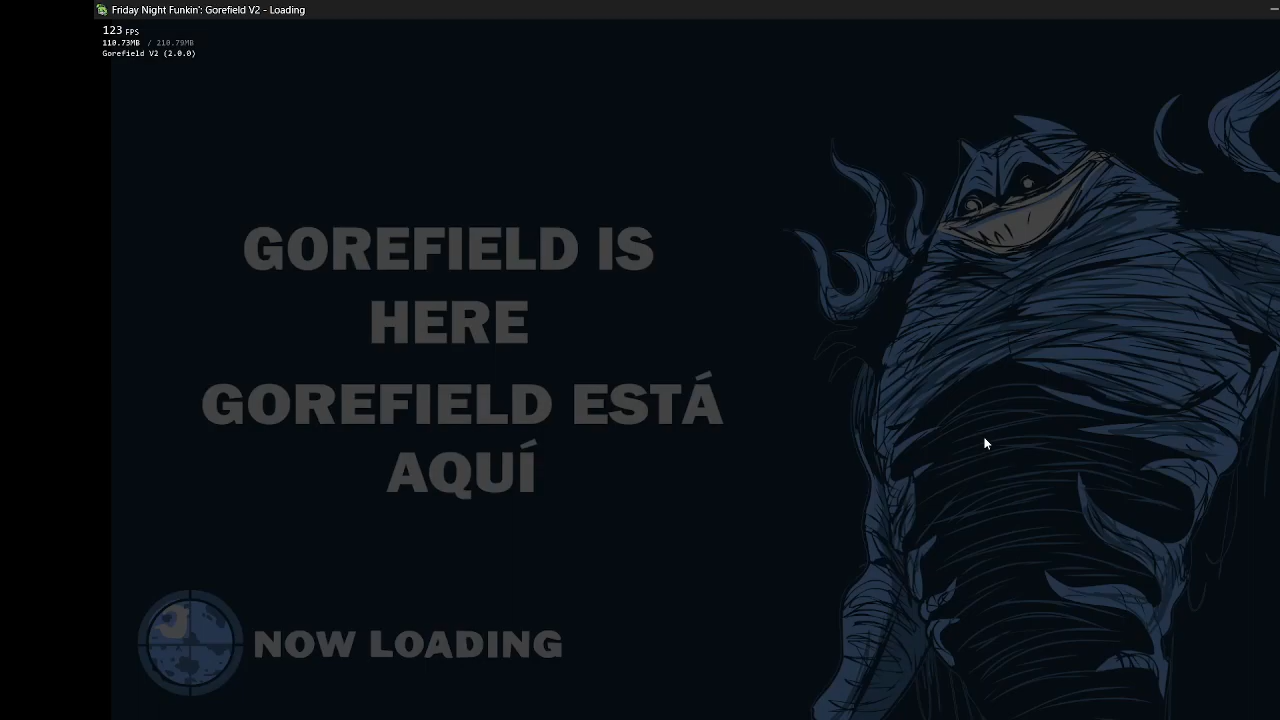 Friday Night Funkin': Gorefield V2 - Loading
123 FPS
110.73MB / 210.79MB
Gorefield V2 (2.0.0)
GOREFIELD IS
HERE
GOREFIELD ESTÁ
AQUÍ
NOW LOADING